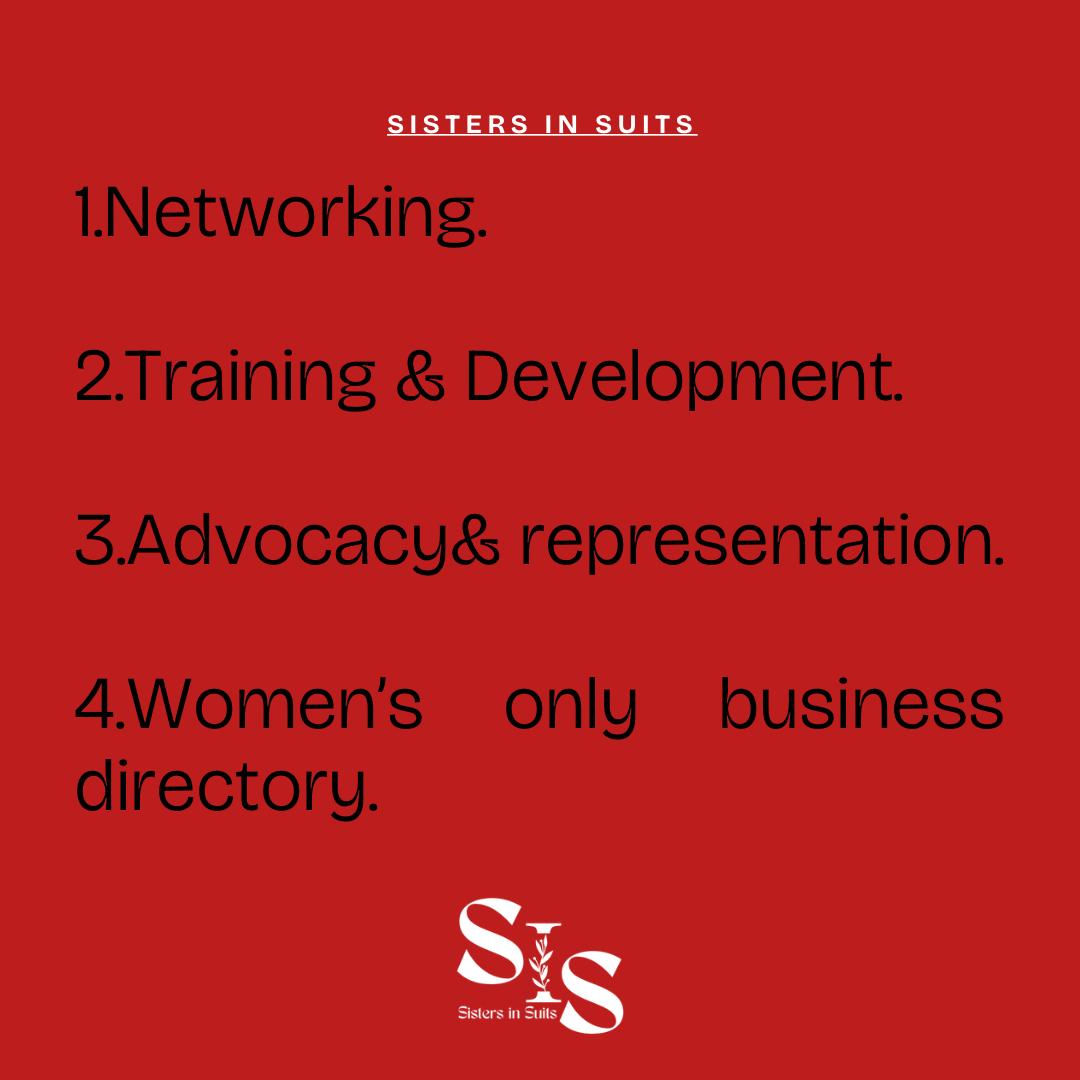 SISTERS IN SUITS
1.Networking.
2.Training & Development.
3.Advocacy& representation.
4.Women’s only business
directory.
SIS
Sisters in Suits